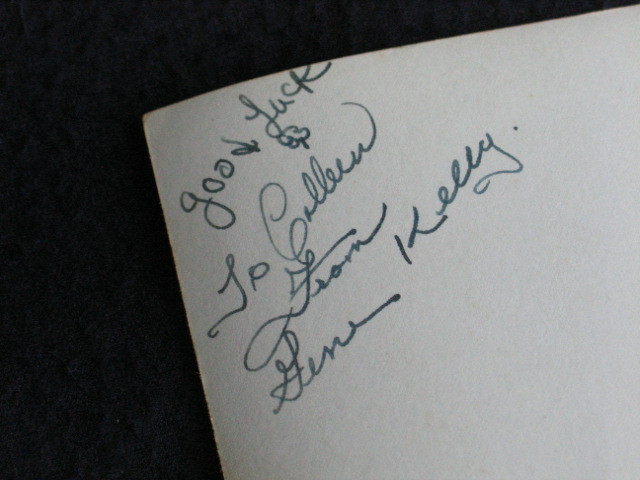 Good Luck
To Colleen
From
Gene Kelly.